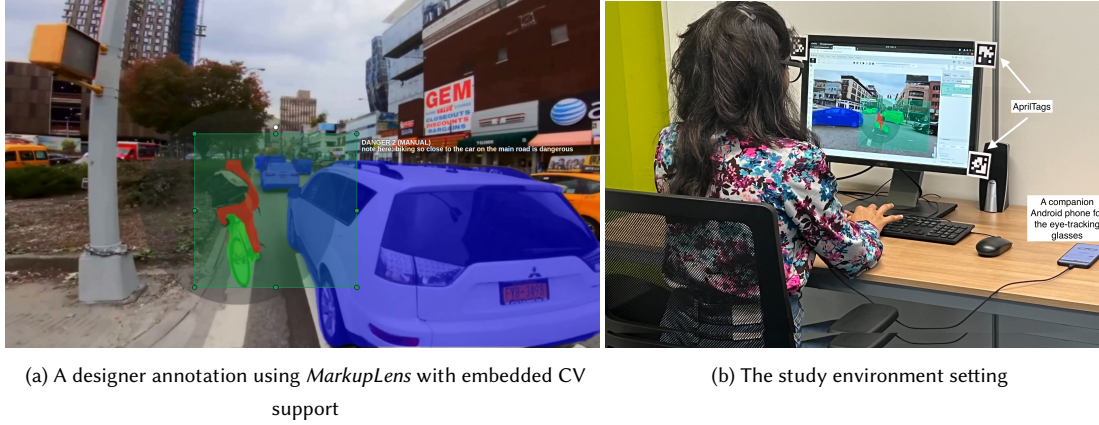 GEM
CLOSEOUTS
DISCOUNTS
BARGAINS
at&t
DANGER 2 (MANUAL)
note here: biking so close to the car on the main road is dangerous
AprilTags
A companion
Android phone fo
the eye-tracking
glasses
(a) A designer annotation using MarkupLens with embedded CV
support
(b) The study environment setting